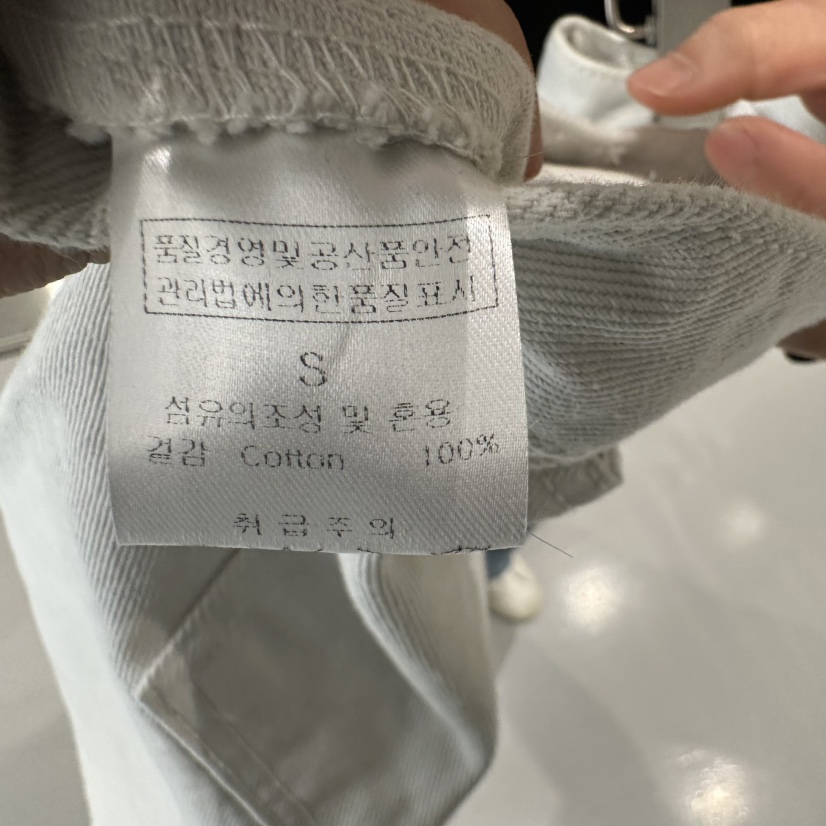 품질경영및공산품안전
관리법에의한품질표시
S
섬유의조성 및 혼용
겉감 Cotton 100%
취급주의